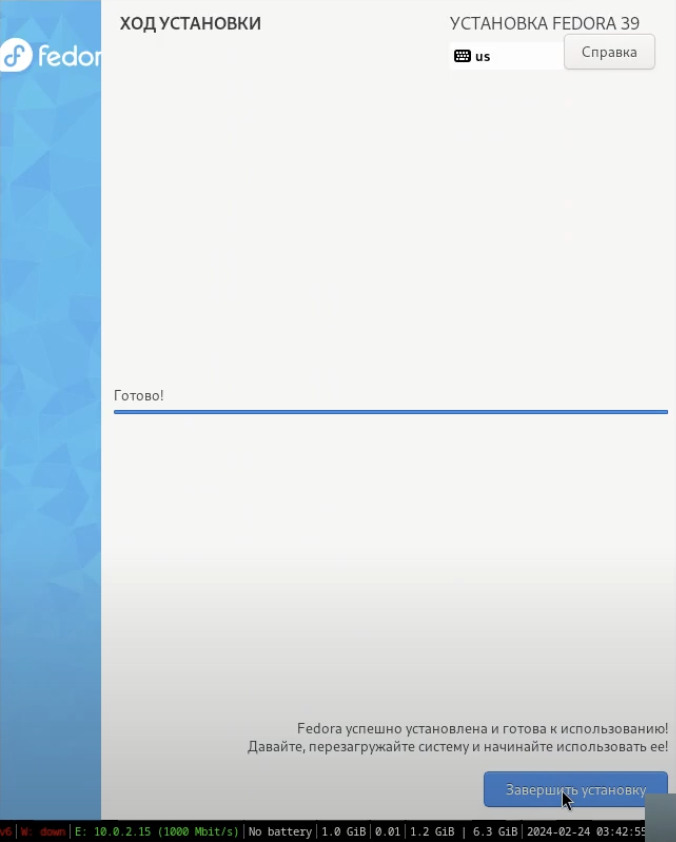 ХОД УСТАНОВКИ
УСТАНОВКА FEDORA 39
us
Справка
fedor
Готово!
Fedora успешно установлена и готова к использованию!
Давайте, перезагружайте систему и начинайте использовать ее!
Завершить установку
v6 | W: down | E: 10.0.2.15 (1000 Mbit/s) | No battery | 1.0 GiB | 0.01 | 1.2 GiB | 6.3 GiB | 2024-02-24 03:42:55